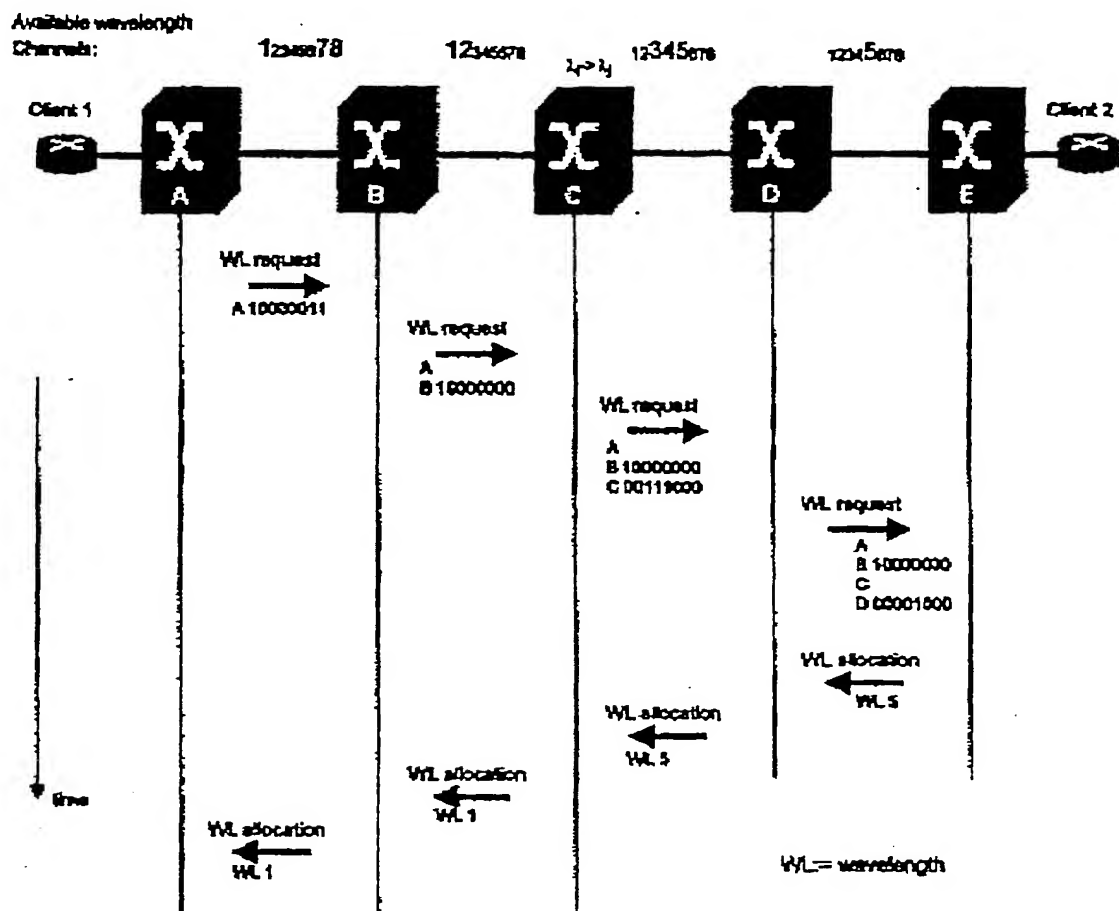 Available wavelength
Channels:
12345678
12345678
λi->λj
12345678
12345678
Client 1
Client 2
A
B
C
D
E
WL request
A 10000011
WL request
A
B 10000000
WL request
A
B 10000000
C 00111000
WL request
A
B 10000000
C
D 00001000
WL allocation
WL 5
WL allocation
WL 5
WL allocation
WL 1
WL allocation
WL 1
time
WL = wavelength